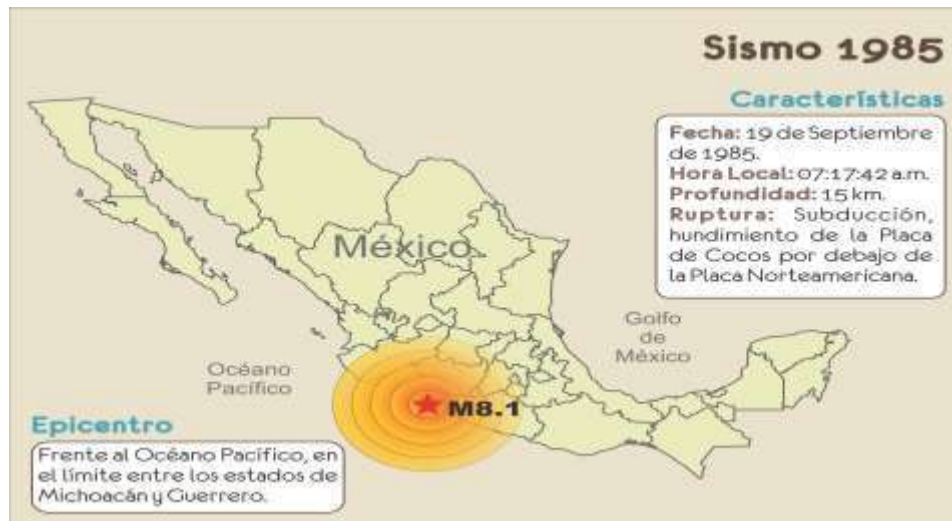 Sismo 1985
Características
Fecha: 19 de Septiembre
de 1985.
Hora Local: 07:17:42 a.m.
Profundidad: 15 km.
Ruptura: Subducción,
hundimiento de la Placa
de Cocos por debajo de
la Placa Norteamericana.
México
Golfo
de
México
Océano
Pacífico
M8.1
Epicentro
Frente al Océano Pacífico, en
el límite entre los estados de
Michoacán y Guerrero.